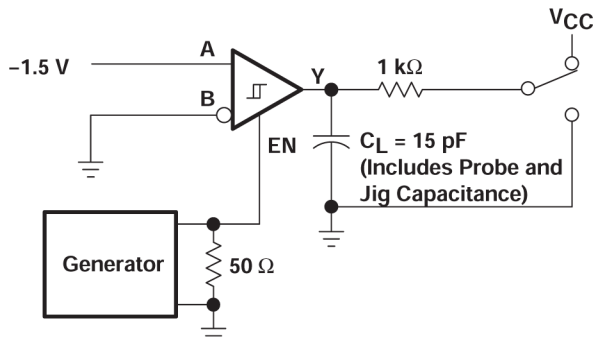 VCC
A
1 kΩ
–1.5 V
Y
B
EN
CL = 15 pF
(Includes Probe and
Jig Capacitance)
Generator
50 Ω